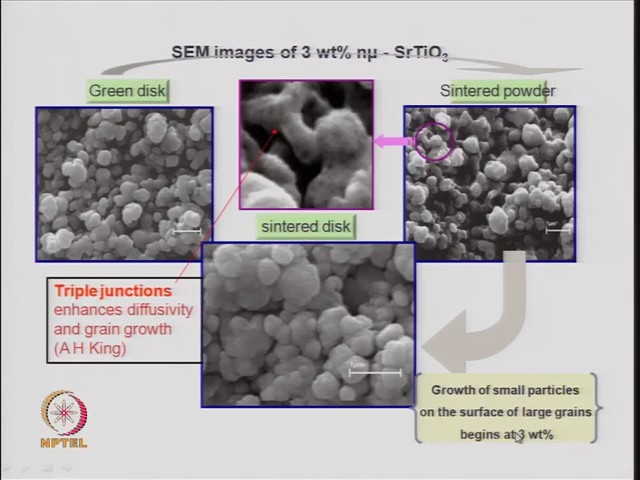 SEM images of 3 wt% nμ - SrTiO3
Green disk
Sintered powder
sintered disk
Triple junctions
enhances diffusivity
and grain growth
(A H King)
1μm
Growth of small particles
on the surface of large grains
begins at 3 wt%
NPTEL